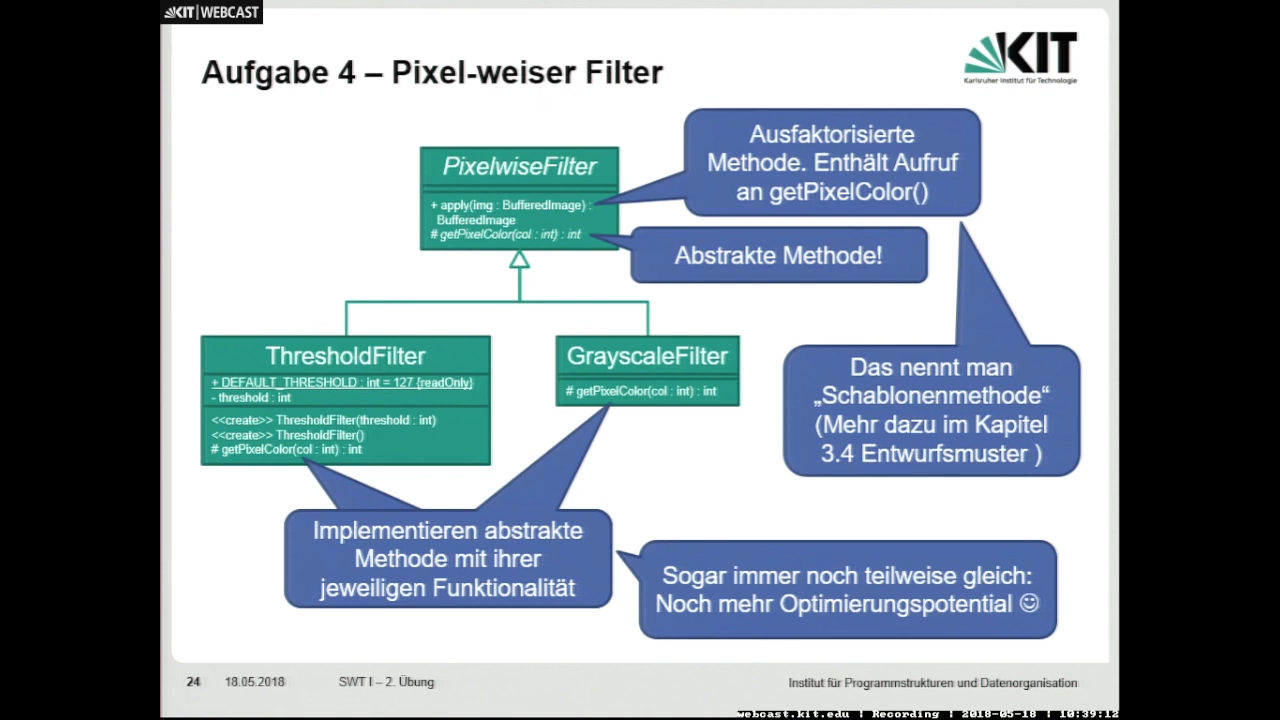 KIT | WEBCAST
Aufgabe 4 – Pixel-weiser Filter
KIT
Karlsruher Institut für Technologie
PixelwiseFilter
+ apply(img : BufferedImage) :
BufferedImage
# getPixelColor(col : int) : int
Ausfaktorisierte
Methode. Enthält Aufruf
an getPixelColor()
Abstrakte Methode!
ThresholdFilter
+ DEFAULT_THRESHOLD : int = 127 {readOnly}
- threshold : int
<<create>> ThresholdFilter(threshold : int)
<<create>> ThresholdFilter()
# getPixelColor(col : int) : int
GrayscaleFilter
# getPixelColor(col : int) : int
Das nennt man
„Schablonenmethode“
(Mehr dazu im Kapitel
3.4 Entwurfsmuster )
Implementieren abstrakte
Methode mit ihrer
jeweiligen Funktionalität
Sogar immer noch teilweise gleich:
Noch mehr Optimierungspotential ☺
24 18.05.2018 SWT I – 2. Übung Institut für Programmstrukturen und Datenorganisation
webcast.kit.edu | Recording | 2018-05-18 | 10:39:12